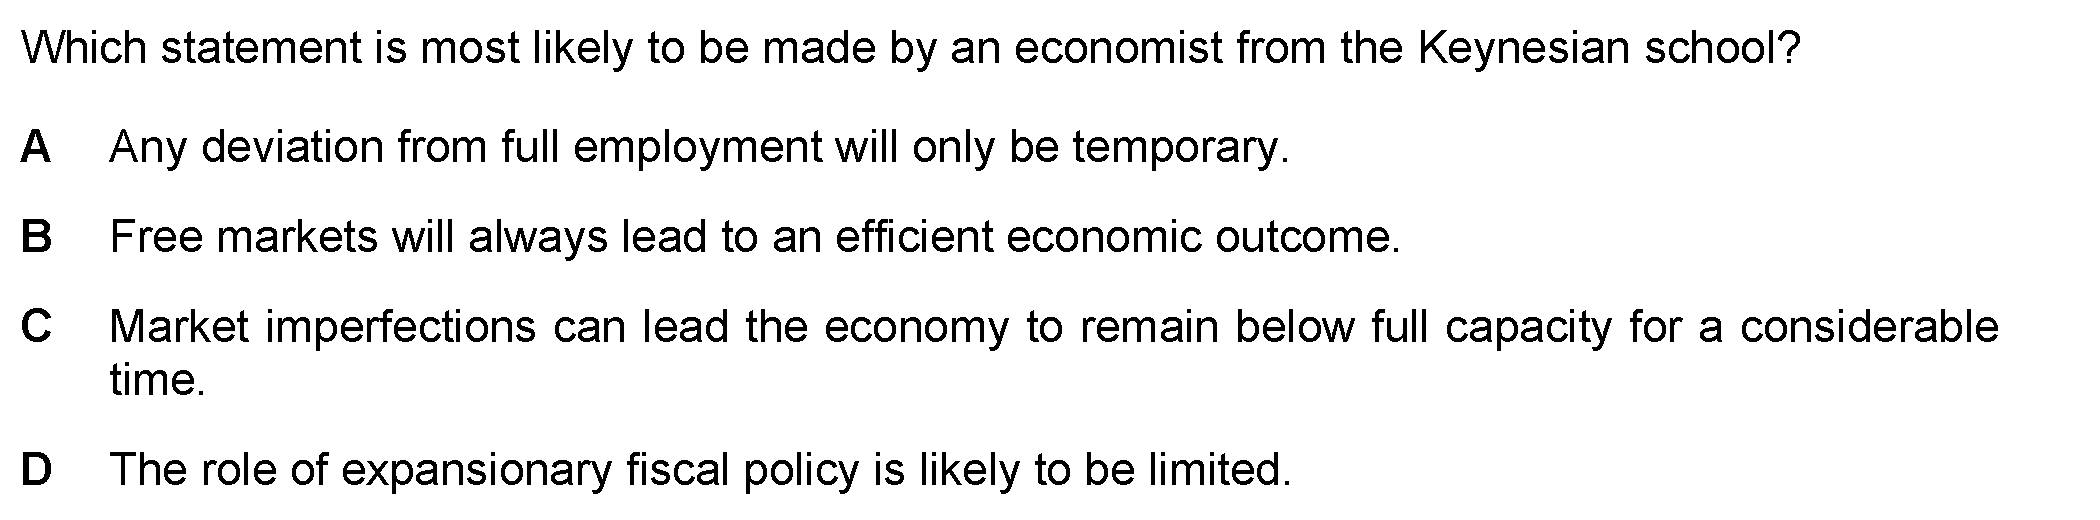 Which statement is most likely to be made by an economist from the Keynesian school?
A Any deviation from full employment will only be temporary.
B Free markets will always lead to an efficient economic outcome.
C Market imperfections can lead the economy to remain below full capacity for a considerable
time.
D The role of expansionary fiscal policy is likely to be limited.